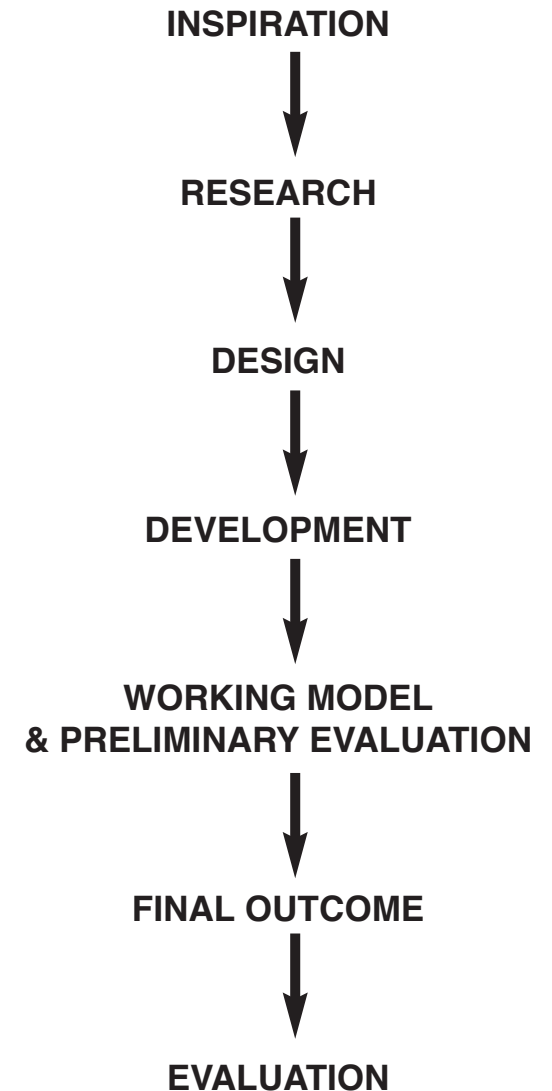 INSPIRATION
RESEARCH
DESIGN
DEVELOPMENT
WORKING MODEL
& PRELIMINARY EVALUATION
FINAL OUTCOME
EVALUATION